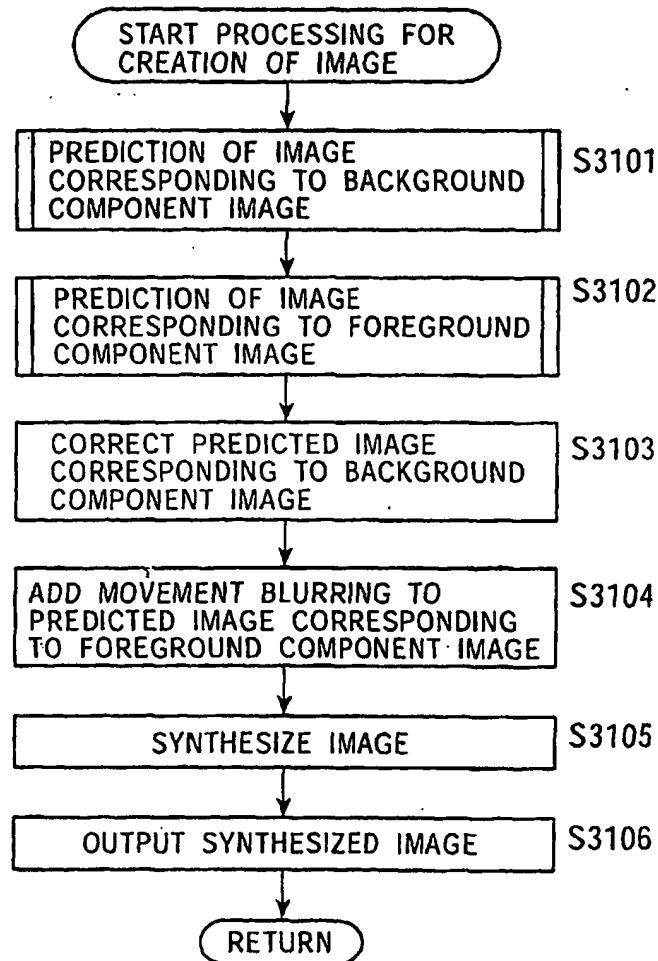 START PROCESSING FOR
CREATION OF IMAGE
PREDICTION OF IMAGE
CORRESPONDING TO BACKGROUND
COMPONENT IMAGE
S3101
PREDICTION OF IMAGE
CORRESPONDING TO FOREGROUND
COMPONENT IMAGE
S3102
CORRECT PREDICTED IMAGE
CORRESPONDING TO BACKGROUND
COMPONENT IMAGE
S3103
ADD MOVEMENT BLURRING TO
PREDICTED IMAGE CORRESPONDING
TO FOREGROUND COMPONENT IMAGE
S3104
SYNTHESIZE IMAGE
S3105
OUTPUT SYNTHESIZED IMAGE
S3106
RETURN